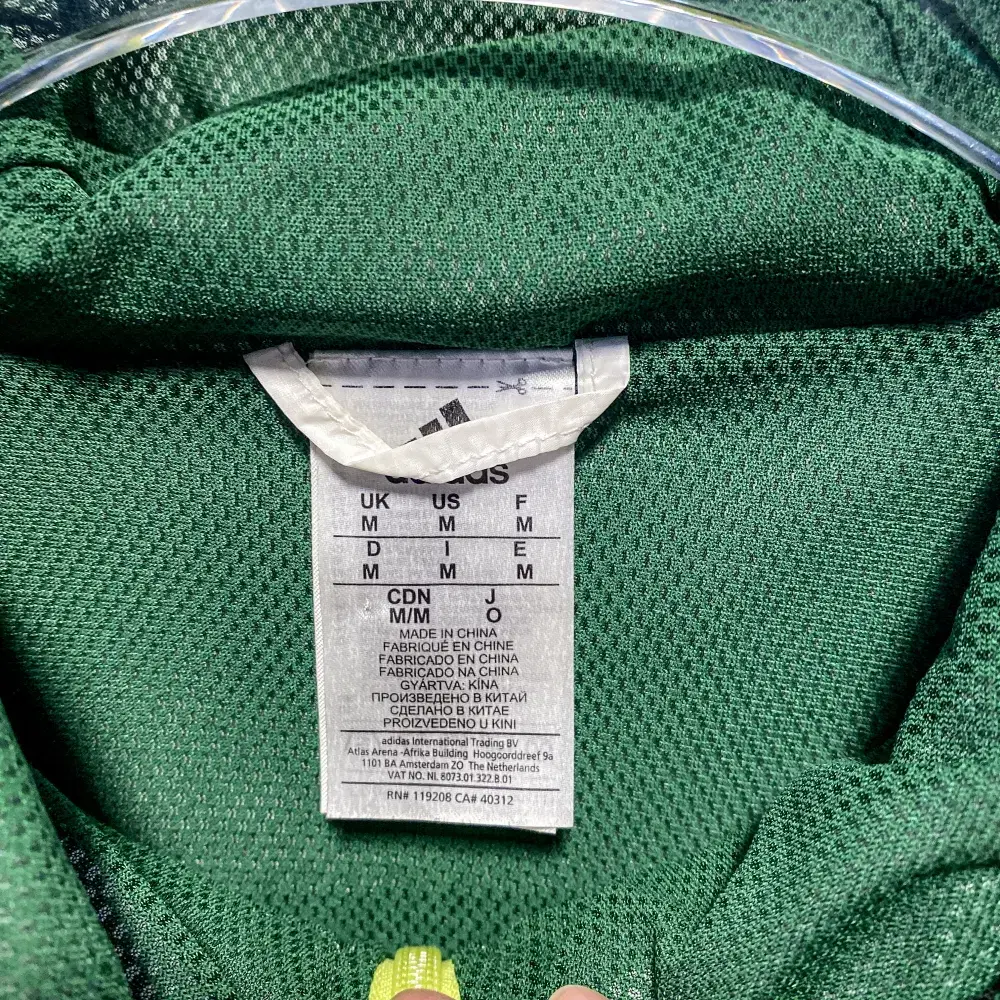 adidas
UK US F
M M M
D I E
M M M
CDN J
M/M O
MADE IN CHINA
FABRIQUÉ EN CHINE
FABRICADO EN CHINA
FABRICADO NA CHINA
GYÁRTVA: KÍNA
ПРОИЗВЕДЕНО В КИТАЙ
СДЕЛАНО В КИТАЕ
PROIZVEDENO U KINI
adidas International Trading BV
Atlas Arena -Afrika Building Hoogoorddreef 9a
1101 BA Amsterdam ZO The Netherlands
VAT NO. NL 8073.01.322.B.01
RN# 119208 CA# 40312